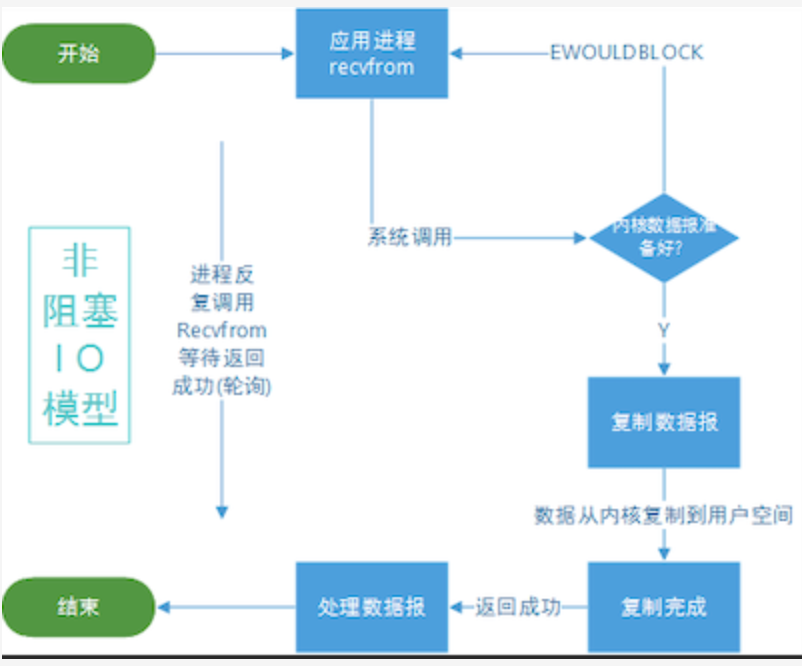 开始
应用进程
recvfrom
EWOULDBLOCK
系统调用
内核数据报准
备好?
非
阻塞
IO
模型
进程反
复调用
Recvfrom
等待返回
成功(轮询)
Y
复制数据报
数据从内核复制到用户空间
结束
处理数据报
返回成功
复制完成